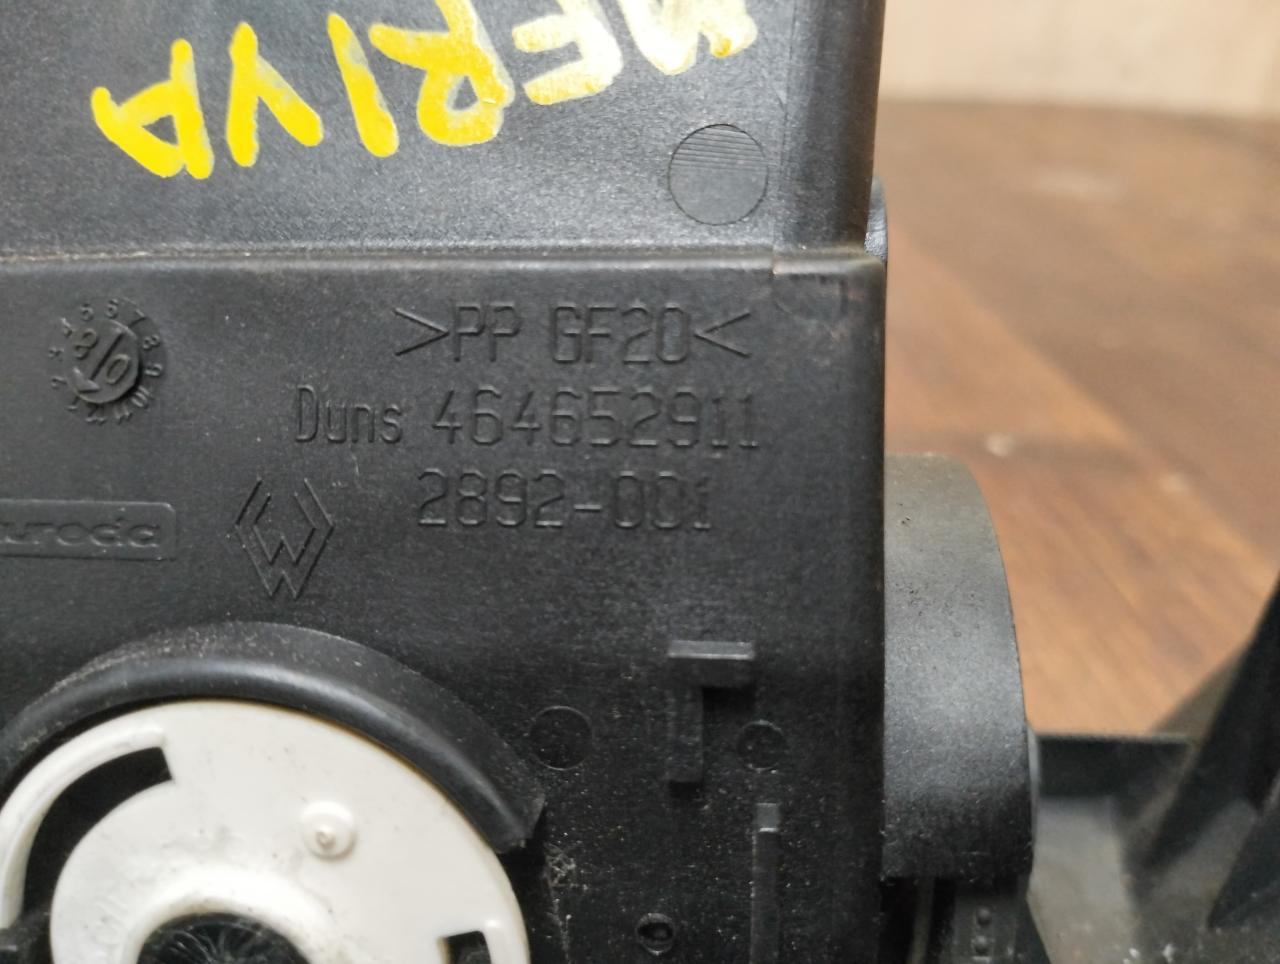 MERIVA
>PP GF20<
Duns 464652911
2892-001